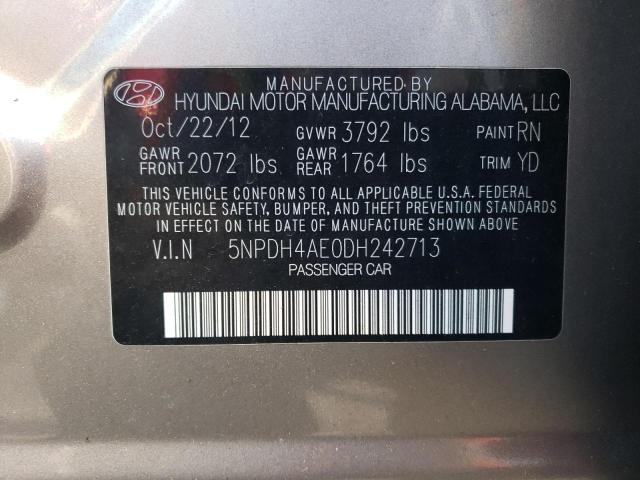 MANUFACTURED BY
HYUNDAI MOTOR MANUFACTURING ALABAMA, LLC
Oct/22/12 GVWR 3792 lbs PAINT RN
GAWR FRONT 2072 lbs GAWR REAR 1764 lbs TRIM YD
THIS VEHICLE CONFORMS TO ALL APPLICABLE U.S.A. FEDERAL
MOTOR VEHICLE SAFETY, BUMPER, AND THEFT PREVENTION STANDARDS
IN EFFECT ON THE DATE OF MANUFACTURE SHOWN ABOVE
V.I.N 5NPDH4AE0DH242713
PASSENGER CAR